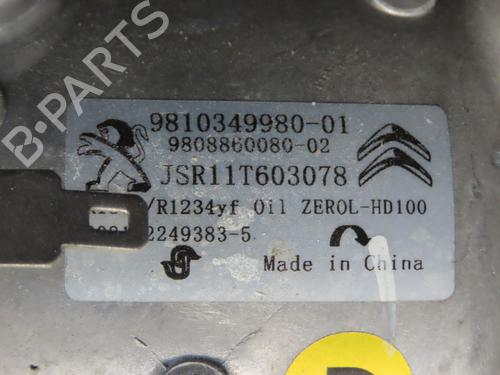 B-PARTS
9810349980-01
9808860080-02
JSR11T603078
/R1234yf Oil ZEROL-HD100
2249383-5
Made in China